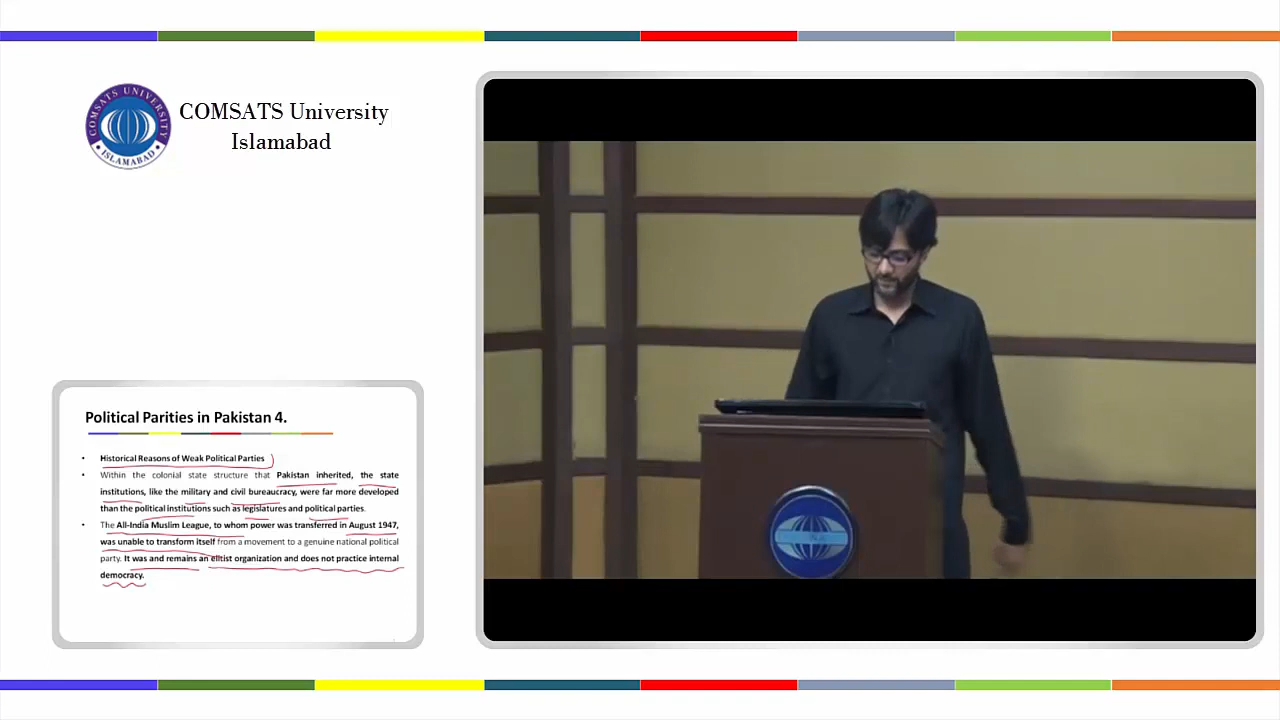 COMSATS University
Islamabad
COMSATS UNIVERSITY
• ISLAMABAD •
Political Parities in Pakistan 4.
• Historical Reasons of Weak Political Parties
• Within the colonial state structure that Pakistan inherited, the state
institutions, like the military and civil bureaucracy, were far more developed
than the political institutions such as legislatures and political parties.
• The All-India Muslim League, to whom power was transferred in August 1947,
was unable to transform itself from a movement to a genuine national political
party. It was and remains an elitist organization and does not practice internal
democracy.